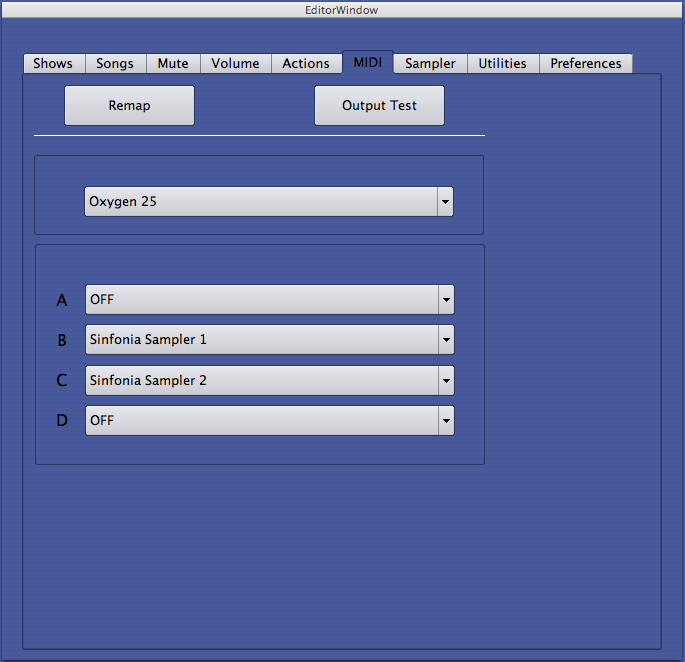 EditorWindow
Shows Songs Mute Volume Actions MIDI Sampler Utilities Preferences
Remap Output Test
Oxygen 25
A OFF
B Sinfonia Sampler 1
C Sinfonia Sampler 2
D OFF